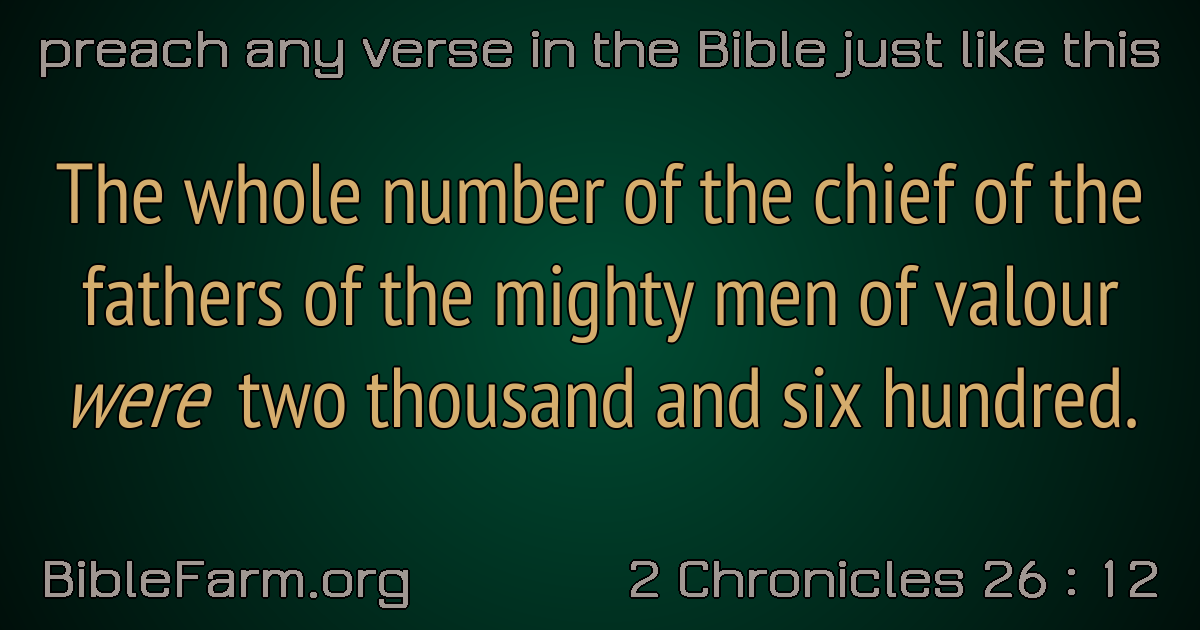 preach any verse in the Bible just like this
The whole number of the chief of the
fathers of the mighty men of valour
were two thousand and six hundred.
BibleFarm.org
2 Chronicles 26 : 12